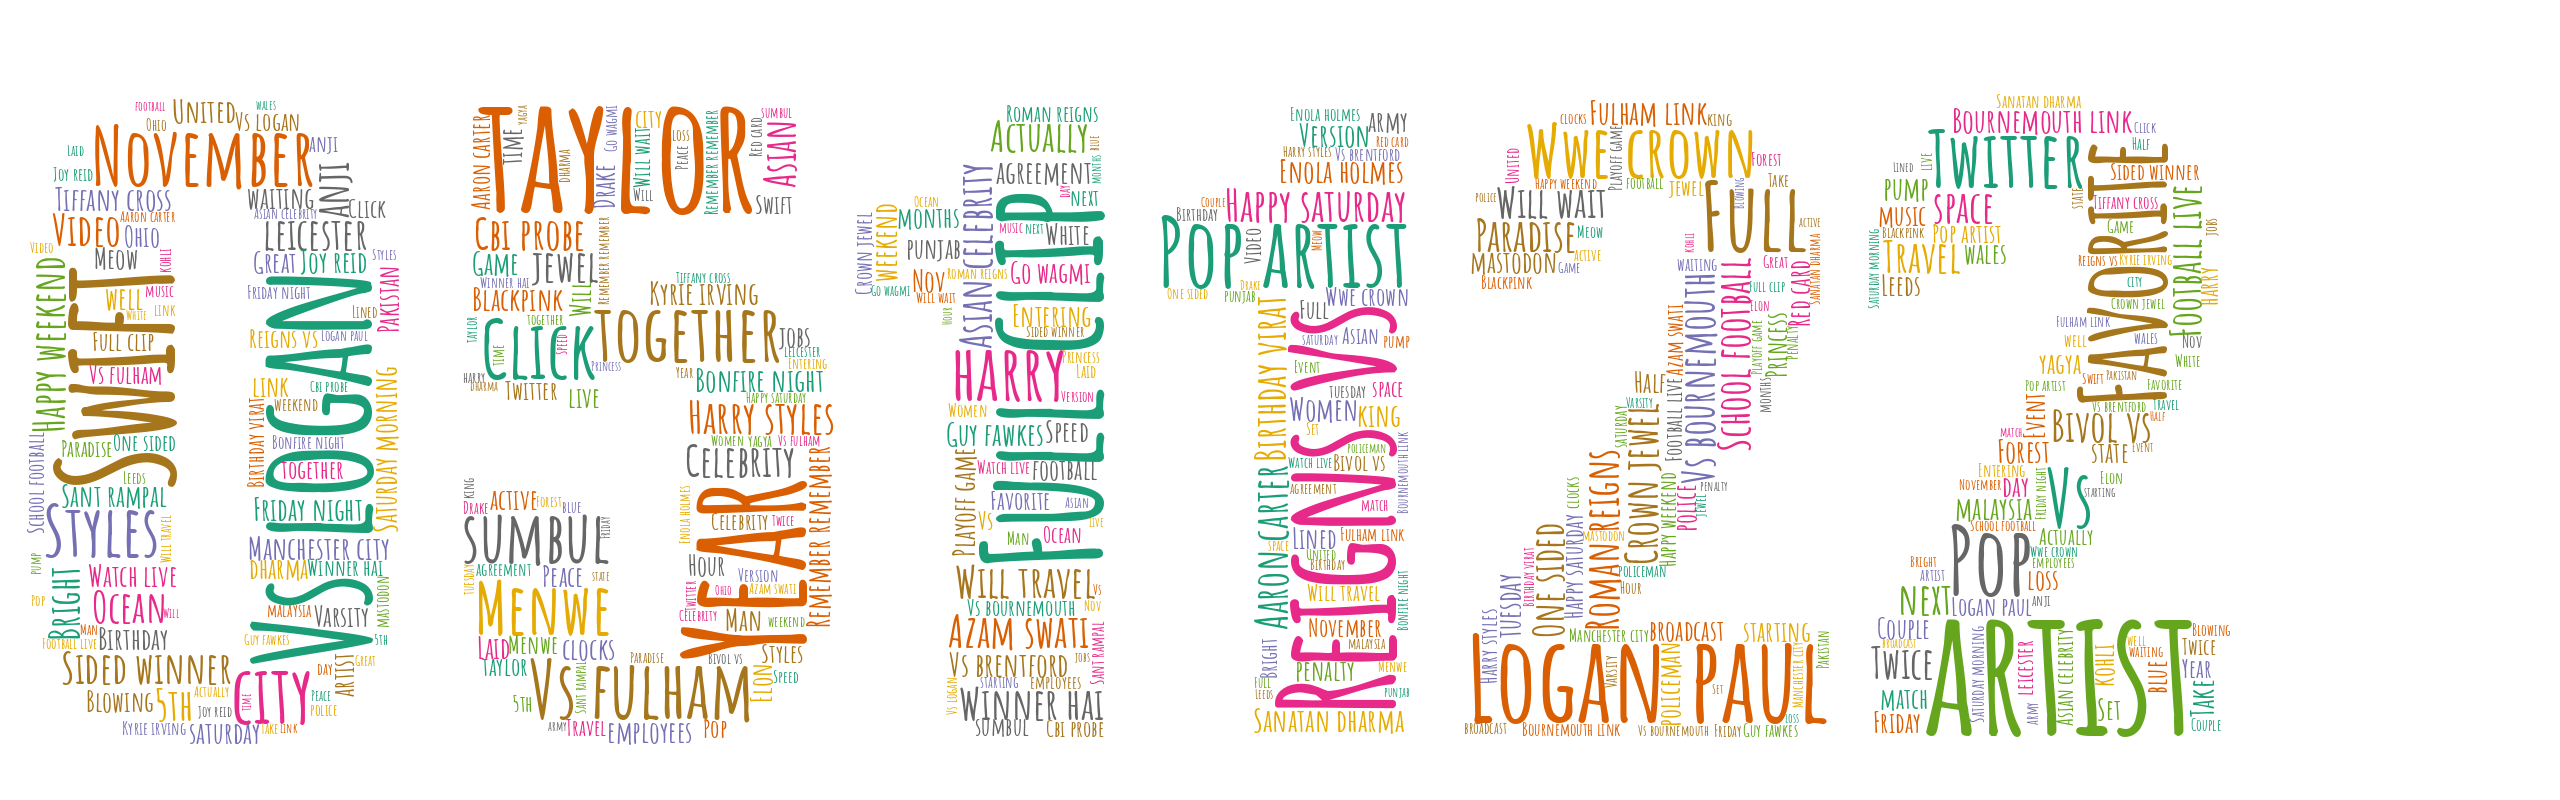 Football
United
Wales
Ohio
Vs Logan
November
Anji
Laid
Joy Reid
Tiffany Cross
Waiting
Anji
Click
Video
Aaron Carter
Asian Celebrity
Ohio
Leicester
Video
Meow
Kohli
Great
Joy Reid
Styles
Happy Weekend
Swift
Well
Music
White
Link
Friday Night
Logan
Lined
Pakistan
Full Clip
Reigns Vs
Logan Paul
Vs Fulham
Link
Cbi Probe
Weekend
Birthday Virat
Saturday Morning
School Football
Paradise
One Sided
Bonfire Night
Together
Leeds
Sant Rampal
Friday Night
Styles
Will Travel
Manchester City
Pump
Bright
Watch Live
Dharma
Winner Hai
Pop
Ocean
Will
Malaysia
Varsity
Mastodon
Man
Birthday
Football Live
Guy Fawkes
Vs
5th
Sided Winner
Day
Artist
Great
Blowing
5th
Actually
City
Time
Peace
Police
Joy Reid
Kyrie Irving
Saturday
Take
Link
Aaron Carter
Taylor
Time
Yagya
Dharma
Drake
Go Wagmi
City
Will Wait
Will
Loss
Peace
Remember Remember
Red Card
Sumbul
Asian
Swift
Cbi Probe
Game
Jewel
Winner Hai
Blackpink
Will
Remember Remember
Tiffany Cross
Kyrie Irving
Taylor
Together
Click
Time
Speed
Together
Jobs
Leicester
Entering
Princess
Harry
Dharma
Twitter
Live
Year
Bonfire Night
Happy Saturday
Harry Styles
Women
Yagya
Vs Fulham
Celebrity
King
Drake
Active
Forest
Blue
Friday
Sumbul
Enola Holmes
Year
Celebrity
Twice
Remember Remember
Tuesday
Agreement
Peace
State
Hour
Version
Menwe
Twitter
Ohio
Azam Swati
Celebrity
Man
Weekend
Laid
Menwe
Clocks
Taylor
Paradise
Bivol Vs
Styles
5th
Vs Fulham
Sant Rampal
Elon
Speed
Army
Travel
Employees
Pop
Roman Reigns
Actually
Blue
Agreement
Months
Day
Next
Crown Jewel
Weekend
Ocean
Months
Asian Celebrity
Music
Next
White
Punjab
Roman Reigns
Go Wagmi
Nov
Go Wagmi
Will Wait
Hour
Entering
Sided Winner
Fulham Click
Harry
Princess
Laid
Version
Women
Guy Fawkes
Speed
Playoff Game
Watch Live
Football
Favorite
Asian
Vs
Live
Man
Ocean
Will Travel
Vs
Vs Bournemouth
Nov
Azam Swati
Sant Rampal
Vs Brentford
Jobs
Starting
Employees
Vs Logan
Winner Hai
Sumbul
Cbi Probe
Enola Holmes
Version
Army
Red Card
Harry Styles
Vs Brentford
Enola Holmes
Couple
Birthday
Happy Saturday
Pop Artist
Video
Meow
One Sided
Punjab
Drake
Wwe Crown
Birthday Virat
Full
Saturday
Asian
Pump
Event
Reigns Vs
Tuesday
Space
Women
King
Set
Policeman
Watch Live
Bivol Vs
Bournemouth Link
Aaron Carter
Agreement
Match
Lined
Fulham Link
Space
United
Birthday
Will Travel
Bonfire Night
November
Malaysia
Bright
Penalty
Menwe
Full
Leeds
Punjab
Sanatan Dharma
Clocks
Fulham Link
King
Wwe Crown
United
Playoff Game
Forest
Happy Weekend
Football
Jewel
Take
Police
Will Wait
Full
Blowing
Active
Paradise
Meow
Kohli
Mastodon
Game
Active
Waiting
Great
Sanatan Dharma
Blackpink
Vs Bournemouth
School Football
Full Clip
Red Card
Elon
Azam Swati
Playoff Game
Princess
Penalty
Half
Varsity
Football Live
Months
Saturday
Crown Jewel
Roman Reigns
Happy Weekend
Police
Jewel
Penalty
Clocks
One Sided
Happy Saturday
Mastodon
Birthday Virat
Policeman
Hour
Tuesday
Harry Styles
Manchester City
Broadcast
Starting
Pakistan
Logan Paul
Varsity
Policeman
Set
Manchester City
Loss
Broadcast
Bournemouth Link
Vs Bournemouth
Friday
Guy Fawkes
Sanatan Dharma
Bournemouth Link
Click
Half
Twitter
Lined
Live
Favorite
Sided Winner
Pump
Space
State
Tiffany Cross
Football Live
Music
Game
Jobs
Blackpink
Pop Artist
Saturday Morning
Travel
Wales
Reigns Vs
Kyrie Irving
Harry
Leeds
City
Crown Jewel
Fulham Link
Well
Wales
Nov
Yagya
White
Pop Artist
Swift
Pakistan
Favorite
Event
Vs Brentford
Travel
Bivol Vs
Half
Match
Forest
State
Event
Entering
Friday Night
Vs
Elon
November
Day
Starting
Malaysia
School Football
Actually
Pop
Wwe Crown
Bright
Employees
Artist
Loss
Next
Logan Paul
Anji
Couple
Broadcast
Artist
Saturday Morning
Leicester
Asian Celebrity
Kohli
Well
Waiting
Blowing
Twice
Twice
Blue
Year
Match
Army
Set
Take
Friday
Couple